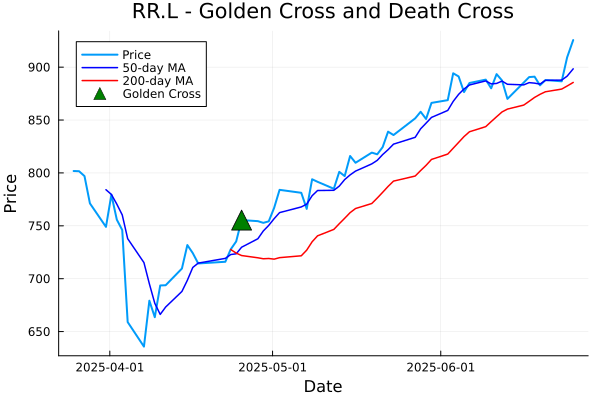 RR.L - Golden Cross and Death Cross
Price
50-day MA
200-day MA
Golden Cross
900
850
800
750
700
650
Price
2025-04-01
2025-05-01
2025-06-01
Date